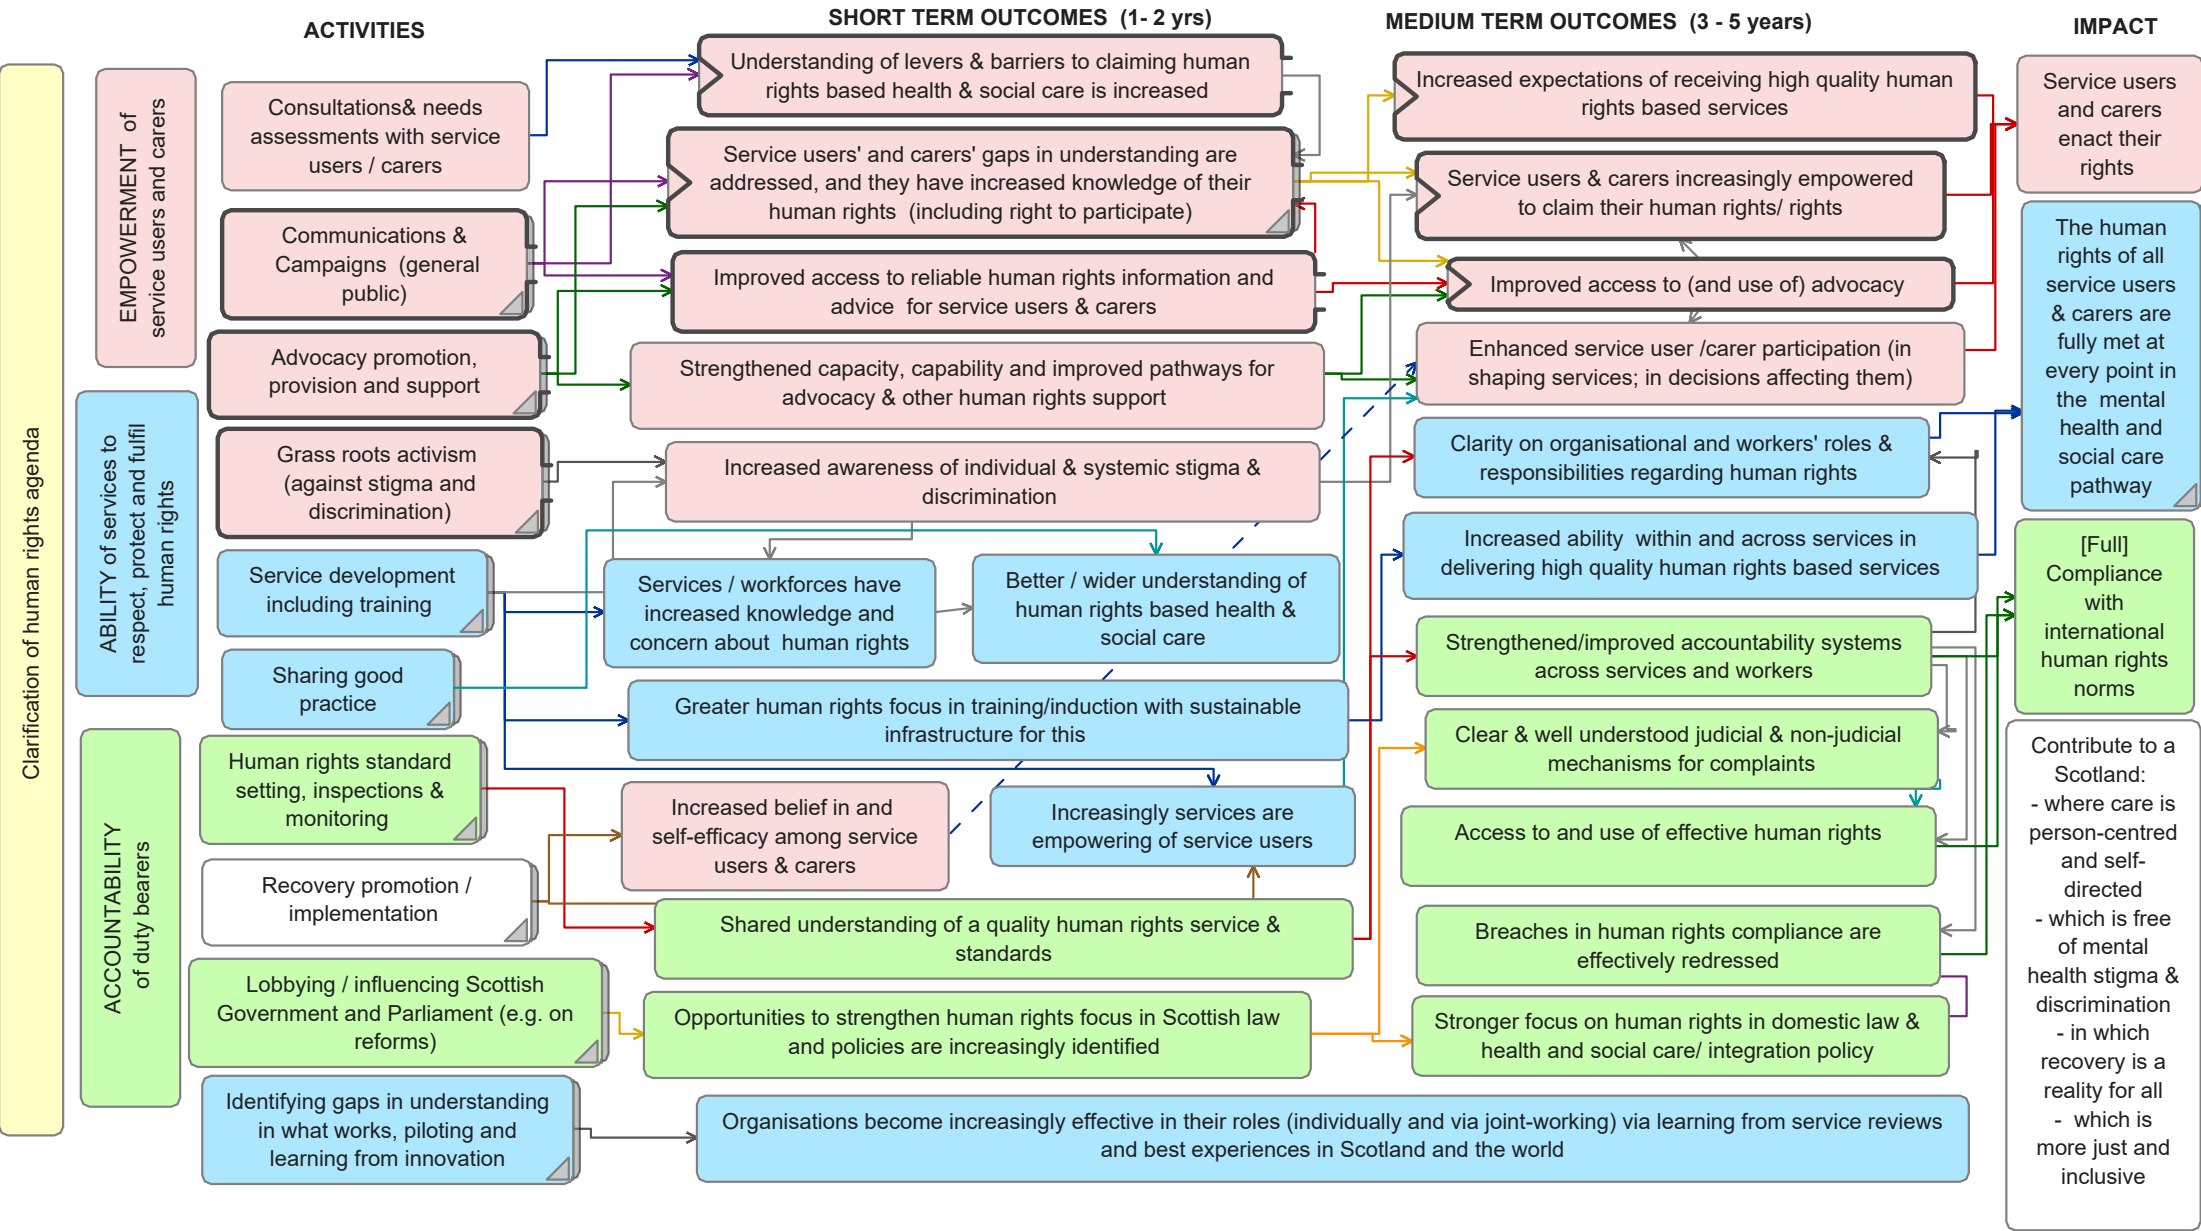 ACTIVITIES
SHORT TERM OUTCOMES (1- 2 yrs)
MEDIUM TERM OUTCOMES (3 - 5 years)
IMPACT
Clarification of human rights agenda
EMPOWERMENT of
service users and carers
ABILITY of services to
respect, protect and fulfil
human rights
ACCOUNTABILITY
of duty bearers
Consultations& needs
assessments with service
users / carers
Communications &
Campaigns (general
public)
Advocacy promotion,
provision and support
Grass roots activism
(against stigma and
discrimination)
Service development
including training
Sharing good
practice
Human rights standard
setting, inspections &
monitoring
Recovery promotion /
implementation
Lobbying / influencing Scottish
Government and Parliament (e.g. on
reforms)
Identifying gaps in understanding
in what works, piloting and
learning from innovation
Understanding of levers & barriers to claiming human
rights based health & social care is increased
Service users' and carers' gaps in understanding are
addressed, and they have increased knowledge of their
human rights (including right to participate)
Improved access to reliable human rights information and
advice for service users & carers
Strengthened capacity, capability and improved pathways for
advocacy & other human rights support
Increased awareness of individual & systemic stigma &
discrimination
Services / workforces have
increased knowledge and
concern about human rights
Better / wider understanding of
human rights based health &
social care
Greater human rights focus in training/induction with sustainable
infrastructure for this
Increased belief in and
self-efficacy among service
users & carers
Increasingly services are
empowering of service users
Shared understanding of a quality human rights service &
standards
Opportunities to strengthen human rights focus in Scottish law
and policies are increasingly identified
Organisations become increasingly effective in their roles (individually and via joint-working) via learning from service reviews
and best experiences in Scotland and the world
Increased expectations of receiving high quality human
rights based services
Service users & carers increasingly empowered
to claim their human rights/ rights
Improved access to (and use of) advocacy
Enhanced service user /carer participation (in
shaping services; in decisions affecting them)
Clarity on organisational and workers' roles &
responsibilities regarding human rights
Increased ability within and across services in
delivering high quality human rights based services
Strengthened/improved accountability systems
across services and workers
Clear & well understood judicial & non-judicial
mechanisms for complaints
Access to and use of effective human rights
Breaches in human rights compliance are
effectively redressed
Stronger focus on human rights in domestic law &
health and social care/ integration policy
Service users
and carers
enact their
rights
The human
rights of all
service users
& carers are
fully met at
every point in
the mental
health and
social care
pathway
[Full]
Compliance
with
international
human rights
norms
Contribute to a
Scotland:
- where care is
person-centred
and self-
directed
- which is free
of mental
health stigma &
discrimination
- in which
recovery is a
reality for all
- which is
more just and
inclusive